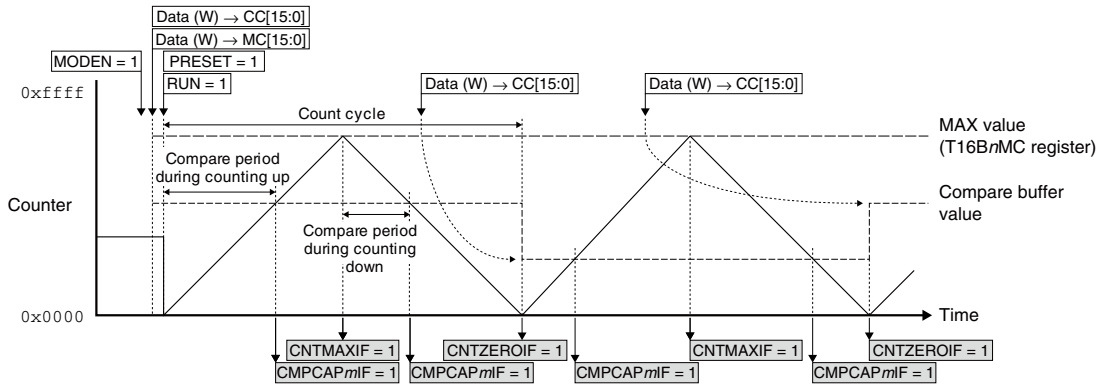 Data (W) → CC[15:0]
Data (W) → MC[15:0]
MODEN = 1
PRESET = 1
RUN = 1
Data (W) → CC[15:0]
Data (W) → CC[15:0]
0xffff
Count cycle
MAX value
(T16BnMC register)
Compare period
during counting up
Compare buffer
value
Counter
Compare period
during counting
down
0x0000
Time
CNTMAXIF = 1
CNTZEROIF = 1
CNTMAXIF = 1
CNTZEROIF = 1
CMPCAPmIF = 1
CMPCAPmIF = 1
CMPCAPmIF = 1
CMPCAPmIF = 1